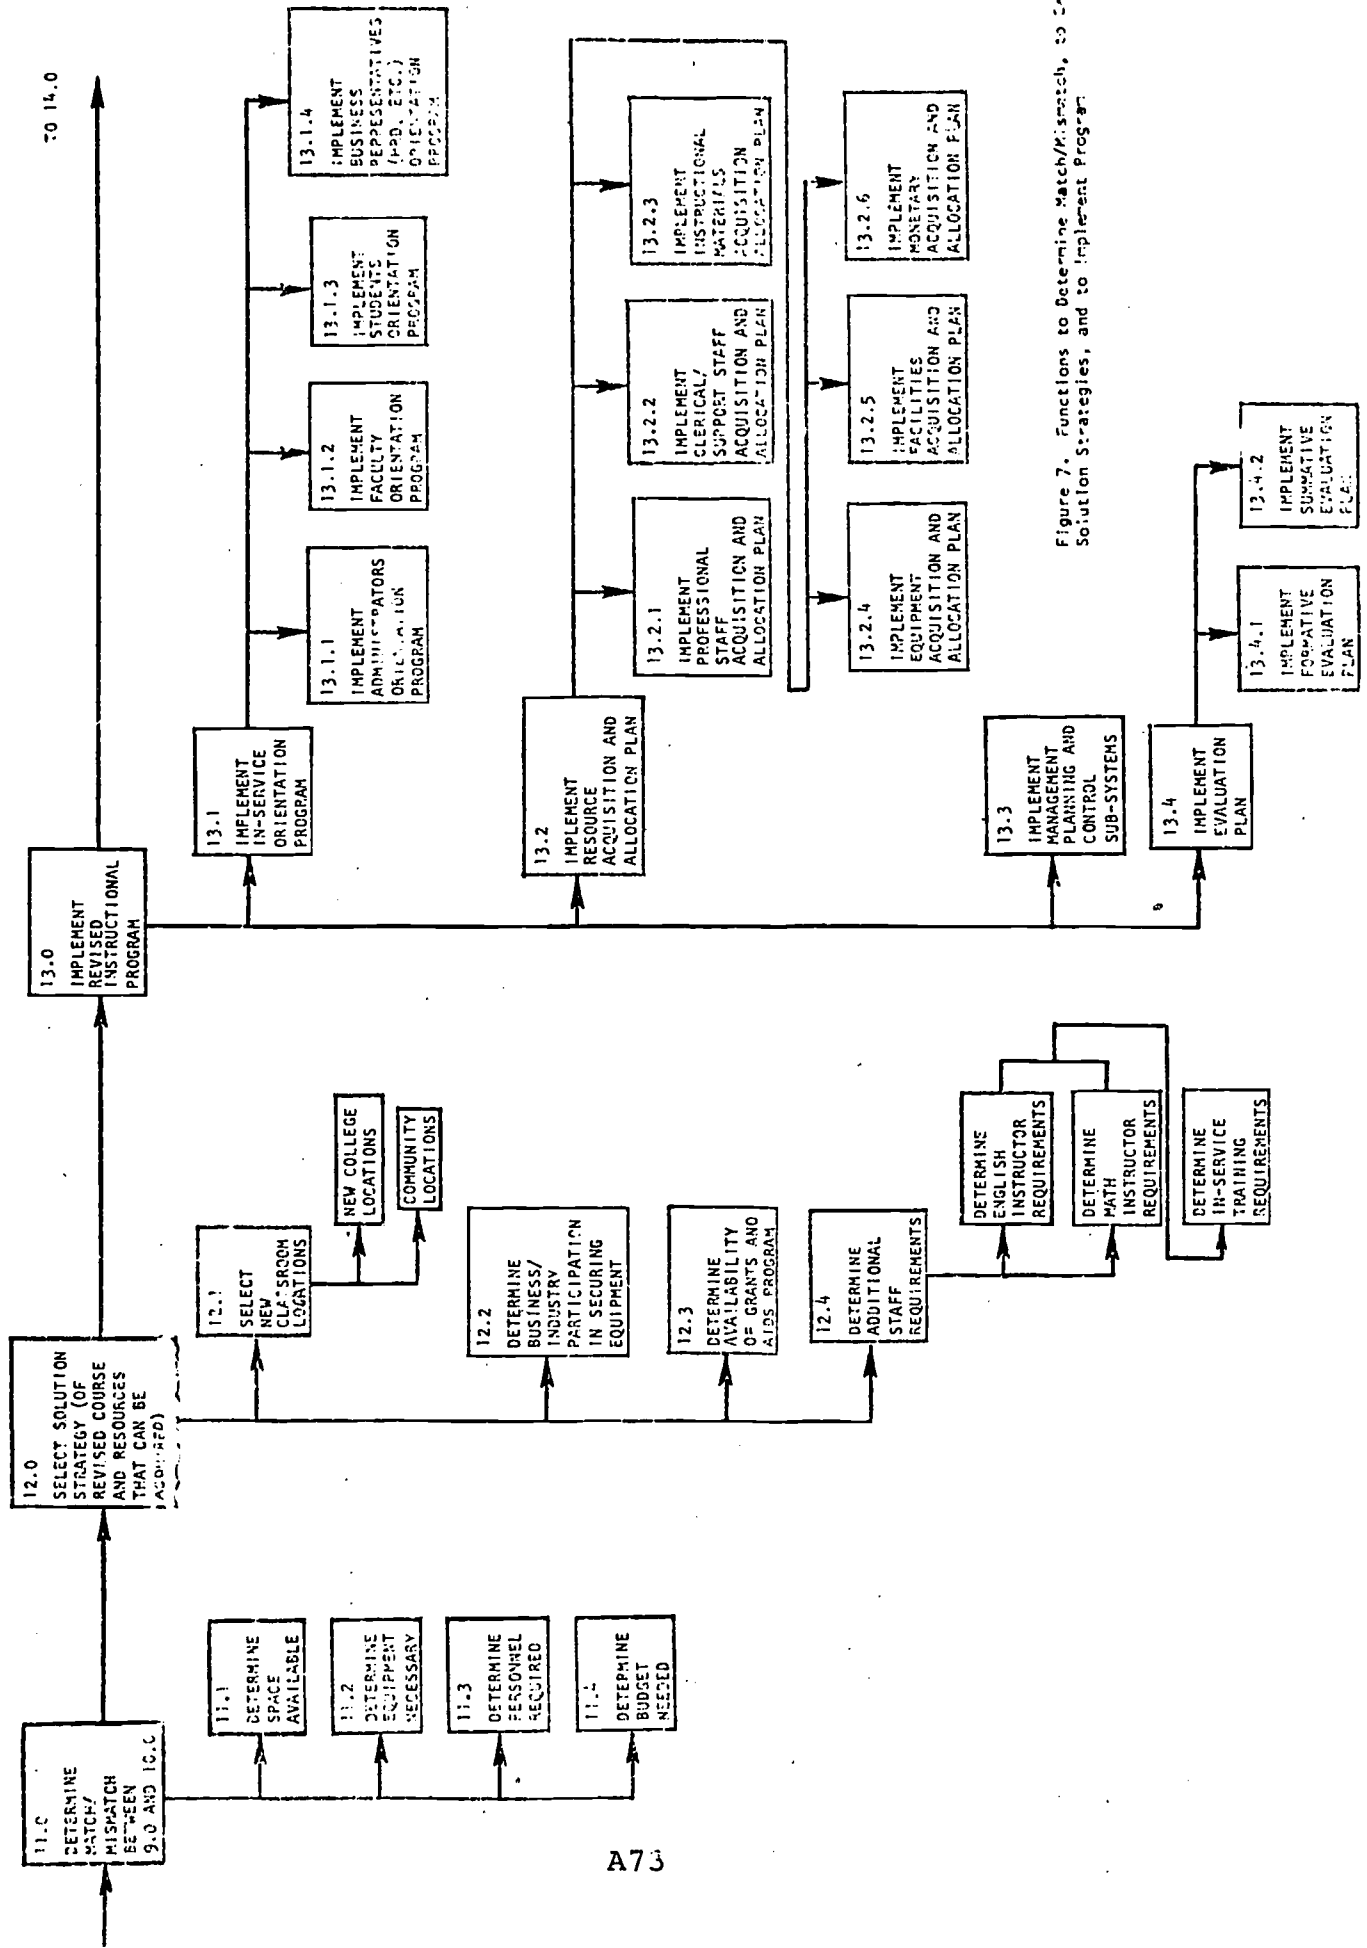 11.0
DETERMINE
MATCH/
MISMATCH
BETWEEN
9.0 AND 10.0
11.1
DETERMINE
SPACE
AVAILABLE
11.2
DETERMINE
EQUIPMENT
NECESSARY
11.3
DETERMINE
PERSONNEL
REQUIRED
11.4
DETERMINE
BUDGET
NEEDED
12.0
SELECT SOLUTION
STRATEGY (OF
REVISED COURSE
AND RESOURCES
THAT CAN BE
ACQUIRED)
12.1
SELECT
NEW
CLASSROOM
LOCATIONS
NEW COLLEGE
LOCATIONS
COMMUNITY
LOCATIONS
12.2
DETERMINE
BUSINESS/
INDUSTRY
PARTICIPATION
IN SECURING
EQUIPMENT
12.3
DETERMINE
AVAILABILITY
OF GRANTS AND
AIDS PROGRAM
12.4
DETERMINE
ADDITIONAL
STAFF
REQUIREMENTS
DETERMINE
ENGLISH
INSTRUCTOR
REQUIREMENTS
DETERMINE
MATH
INSTRUCTOR
REQUIREMENTS
DETERMINE
IN-SERVICE
TRAINING
REQUIREMENTS
13.0
IMPLEMENT
REVISED
INSTRUCTIONAL
PROGRAM
TO 14.0
13.1
IMPLEMENT
IN-SERVICE
ORIENTATION
PROGRAM
13.1.1
IMPLEMENT
ADMINISTRATORS
ORIENTATION
PROGRAM
13.1.2
IMPLEMENT
FACULTY
ORIENTATION
PROGRAM
13.1.3
IMPLEMENT
STUDENTS
ORIENTATION
PROGRAM
13.1.4
IMPLEMENT
BUSINESS
REPRESENTATIVES
(PRD, ETC.)
ORIENTATION
PROGRAM
13.2
IMPLEMENT
RESOURCE
ACQUISITION AND
ALLOCATION PLAN
13.2.1
IMPLEMENT
PROFESSIONAL
STAFF
ACQUISITION AND
ALLOCATION PLAN
13.2.2
IMPLEMENT
CLERICAL/
SUPPORT STAFF
ACQUISITION AND
ALLOCATION PLAN
13.2.3
IMPLEMENT
INSTRUCTIONAL
MATERIALS
ACQUISITION
ALLOCATION PLAN
13.2.4
IMPLEMENT
EQUIPMENT
ACQUISITION AND
ALLOCATION PLAN
13.2.5
IMPLEMENT
FACILITIES
ACQUISITION AND
ALLOCATION PLAN
13.2.6
IMPLEMENT
MONETARY
ACQUISITION AND
ALLOCATION PLAN
13.3
IMPLEMENT
MANAGEMENT
PLANNING AND
CONTROL
SUB-SYSTEMS
13.4
IMPLEMENT
EVALUATION
PLAN
13.4.1
IMPLEMENT
FORMATIVE
EVALUATION
PLAN
13.4.2
IMPLEMENT
SUMMATIVE
EVALUATION
PLAN
Figure 7. Functions to Determine Match/Mismatch, to
Solution Strategies, and to Implement Program
A73